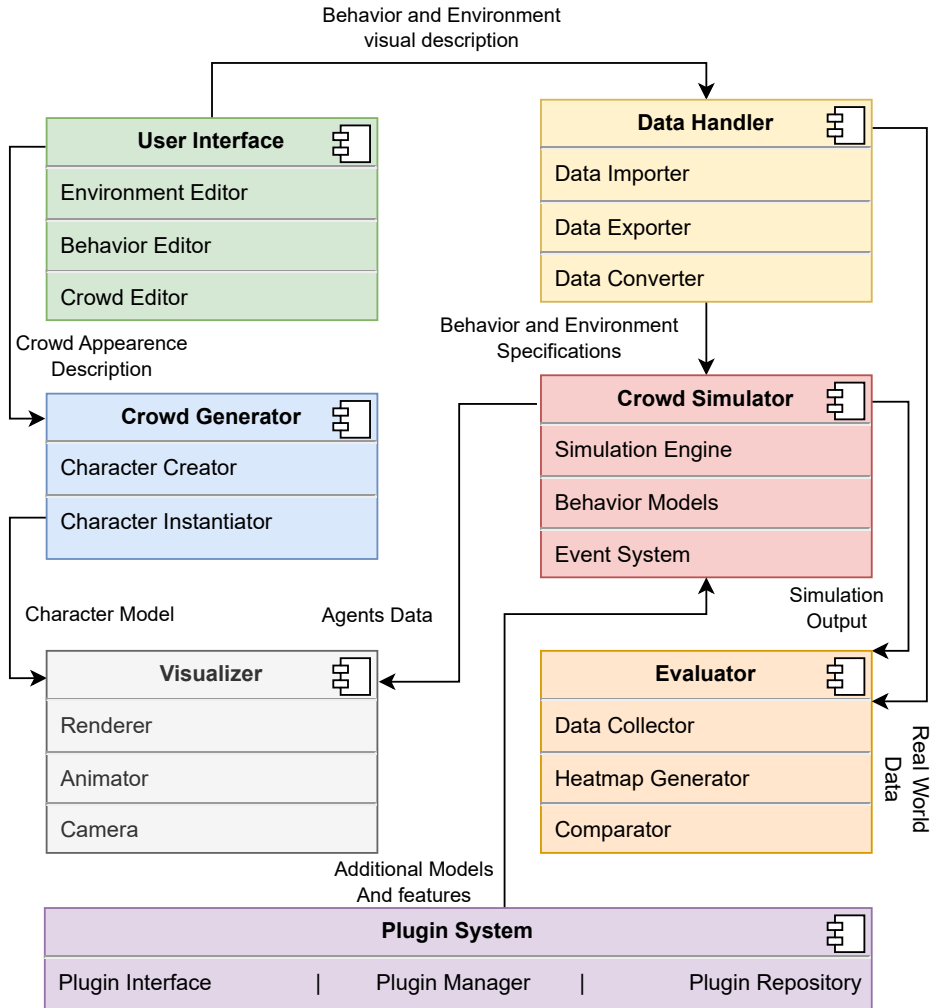 Behavior and Environment
visual description
User Interface
Environment Editor
Behavior Editor
Crowd Editor
Data Handler
Data Importer
Data Exporter
Data Converter
Crowd Appearence
Description
Behavior and Environment
Specifications
Crowd Generator
Character Creator
Character Instantiator
Crowd Simulator
Simulation Engine
Behavior Models
Event System
Character Model
Agents Data
Simulation
Output
Visualizer
Renderer
Animator
Camera
Evaluator
Data Collector
Heatmap Generator
Comparator
Real World
Data
Additional Models
And features
Plugin System
Plugin Interface | Plugin Manager | Plugin Repository